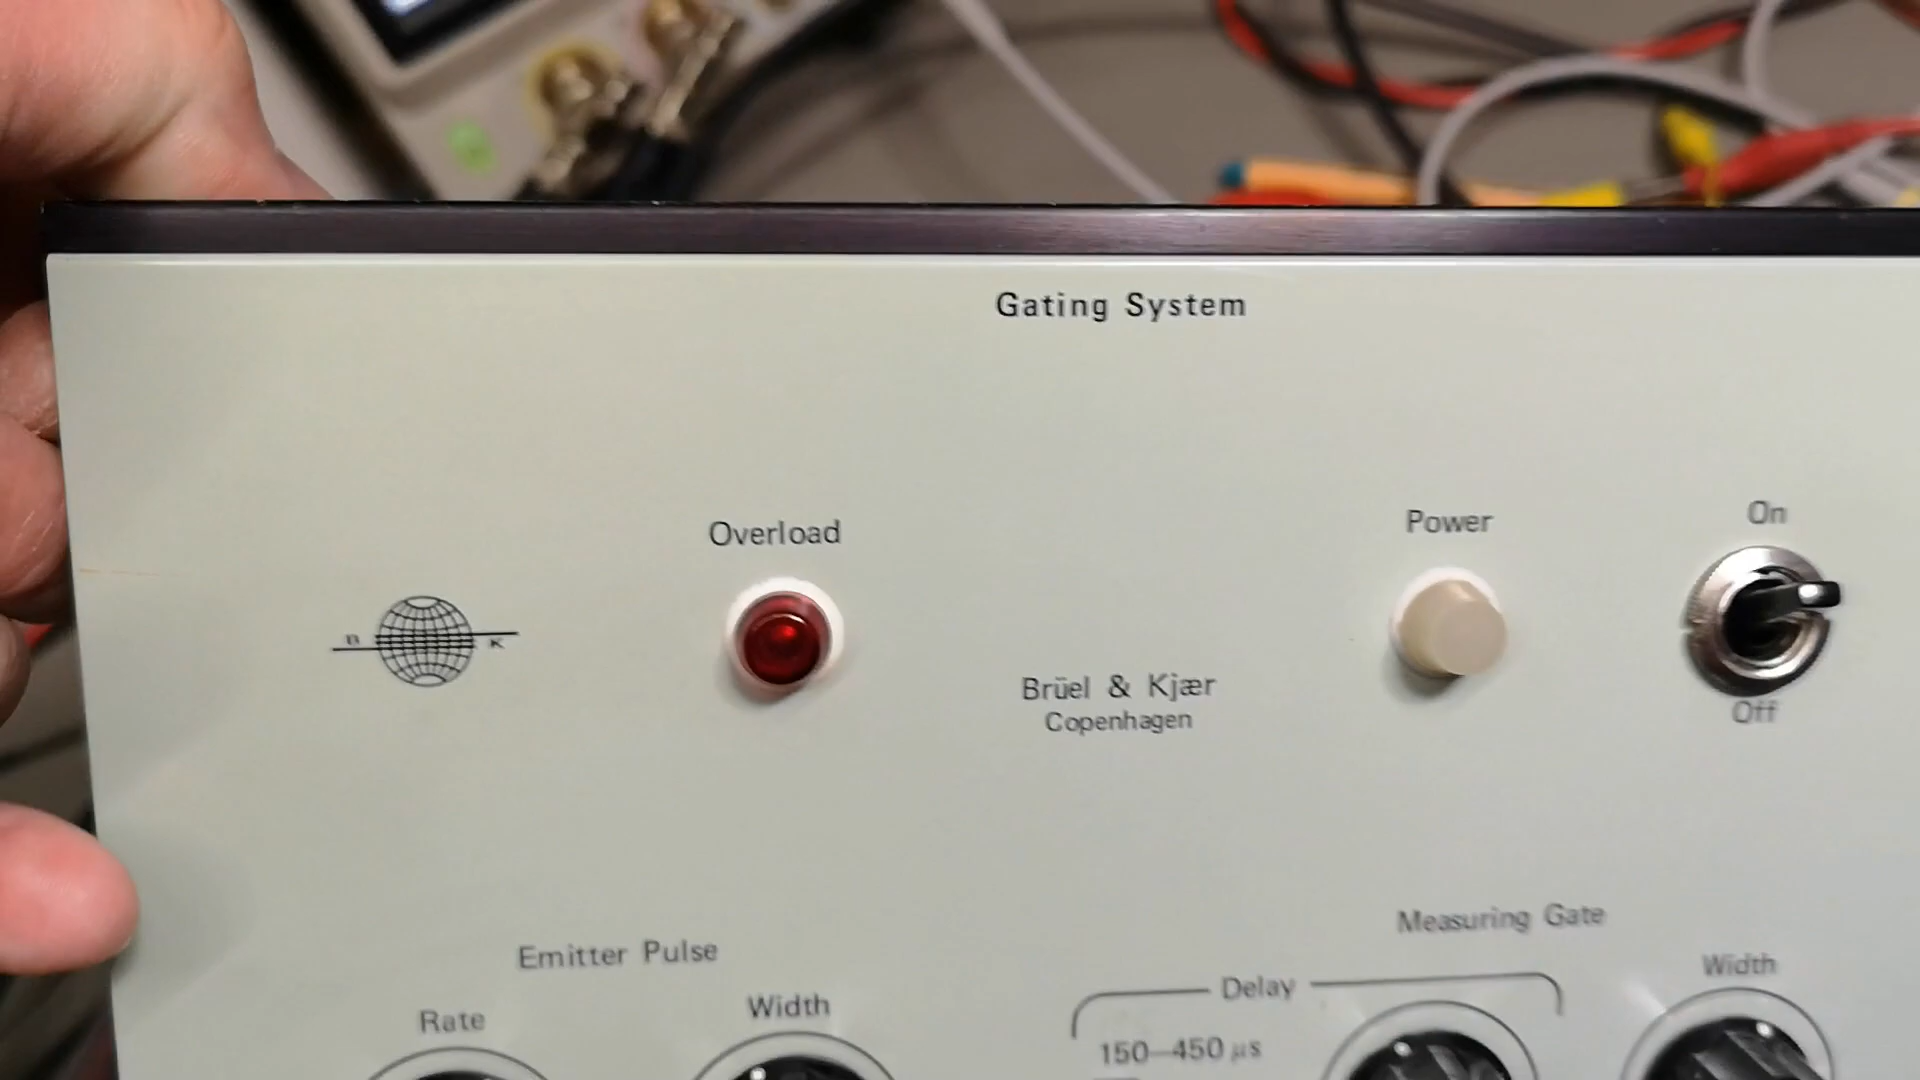 Gating System
Overload
Power
On
B K
Brüel & Kjær
Copenhagen
Off
Emitter Pulse
Measuring Gate
Rate
Width
Delay
Width
150–450 µs